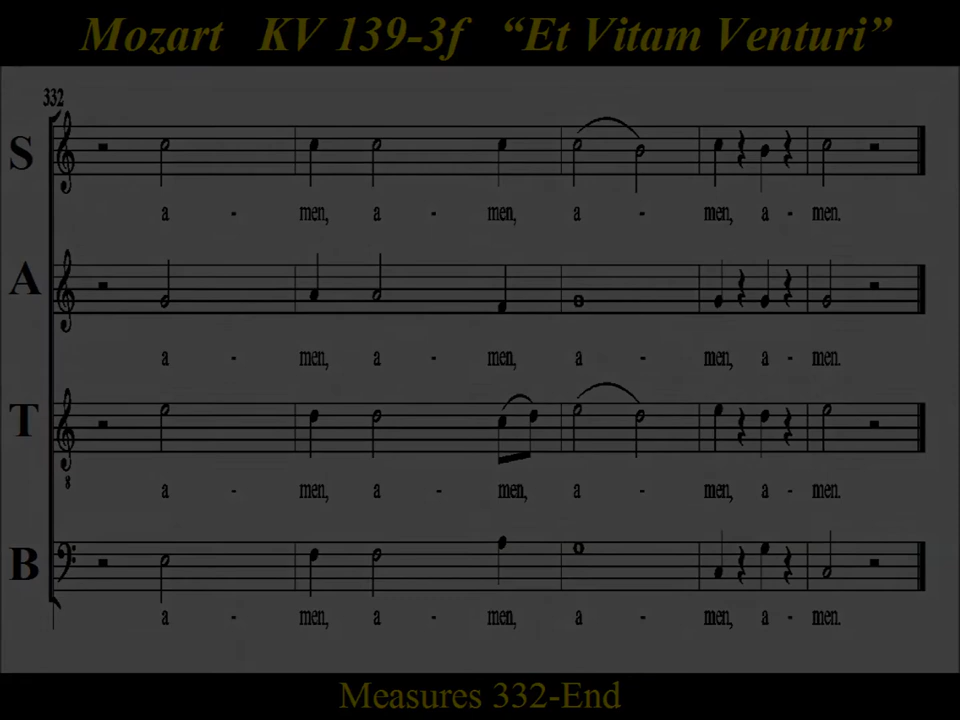 Mozart KV 139-3f “Et Vitam Venturi”
332
S
a - men, a - men, a - men, a - men.
A
a - men, a - men, a - men, a - men.
T
8
a - men, a - men, a - men, a - men.
B
a - men, a - men, a - men, a - men.
Measures 332-End